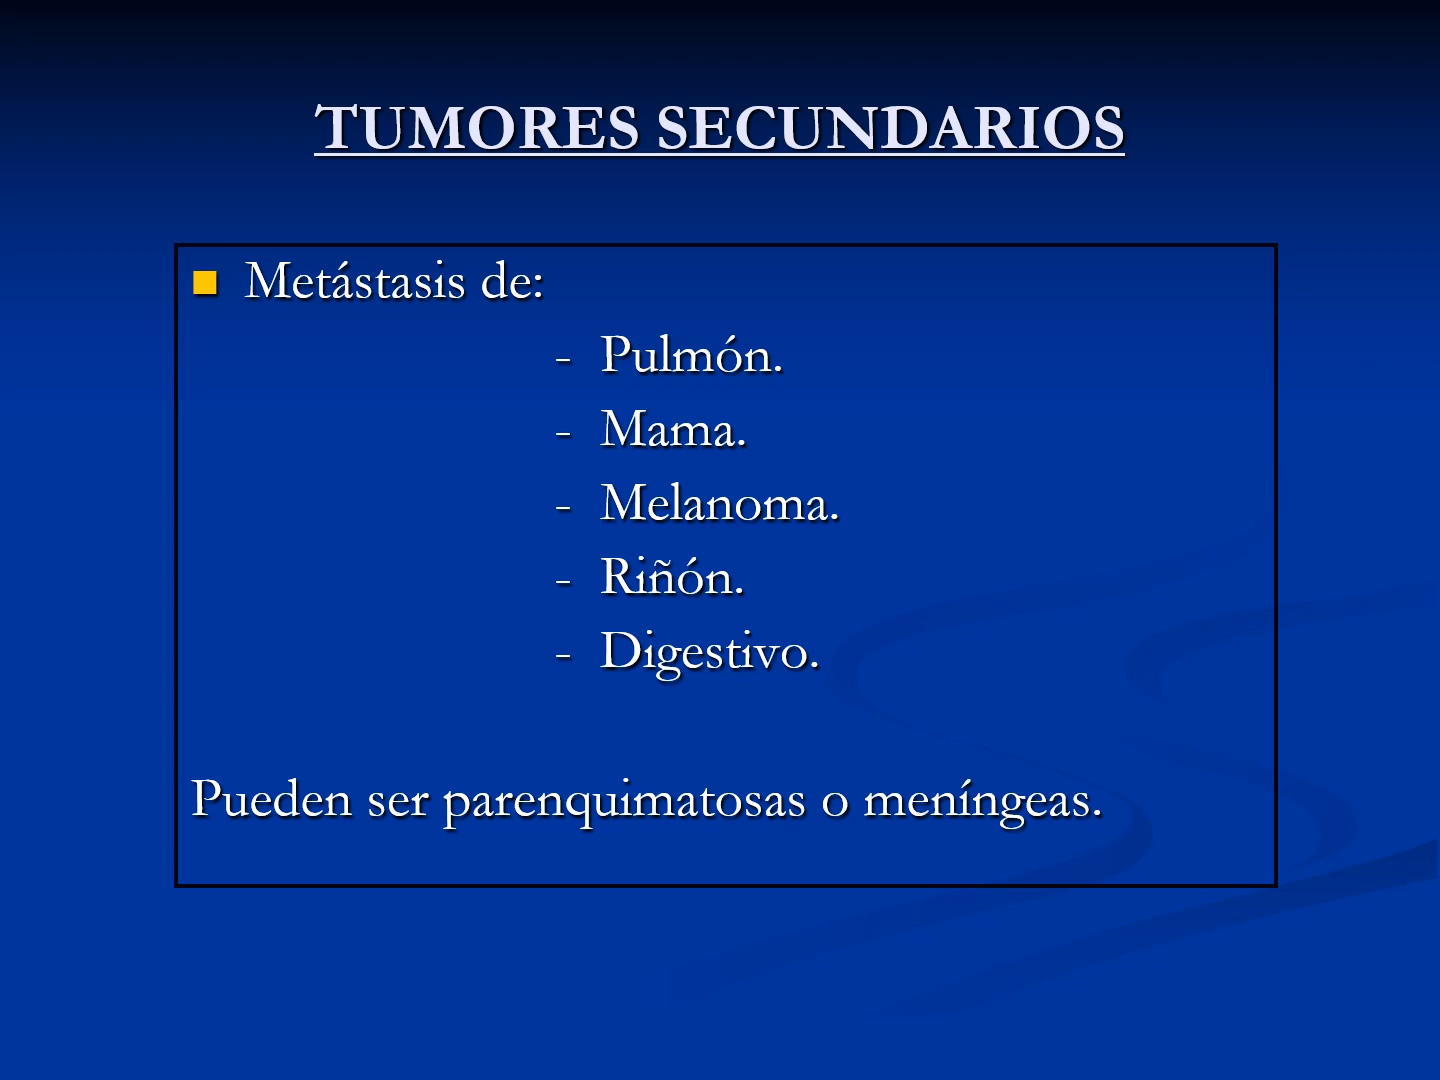 TUMORES SECUNDARIOS
Metástasis de:
- Pulmón.
- Mama.
- Melanoma.
- Riñón.
- Digestivo.
Pueden ser parenquimatosas o meníngeas.